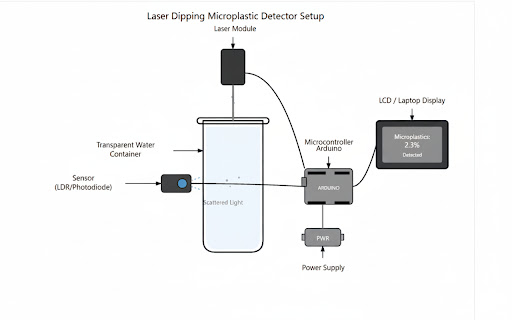 Laser Dipping Microplastic Detector Setup
Laser Module
LCD / Laptop Display
Transparent Water
Container
Microcontroller
Arduino
Microplastics:
2.3%
Detected
Sensor
(LDR/Photodiode)
ARDUINO
Scattered Light
PWR
Power Supply